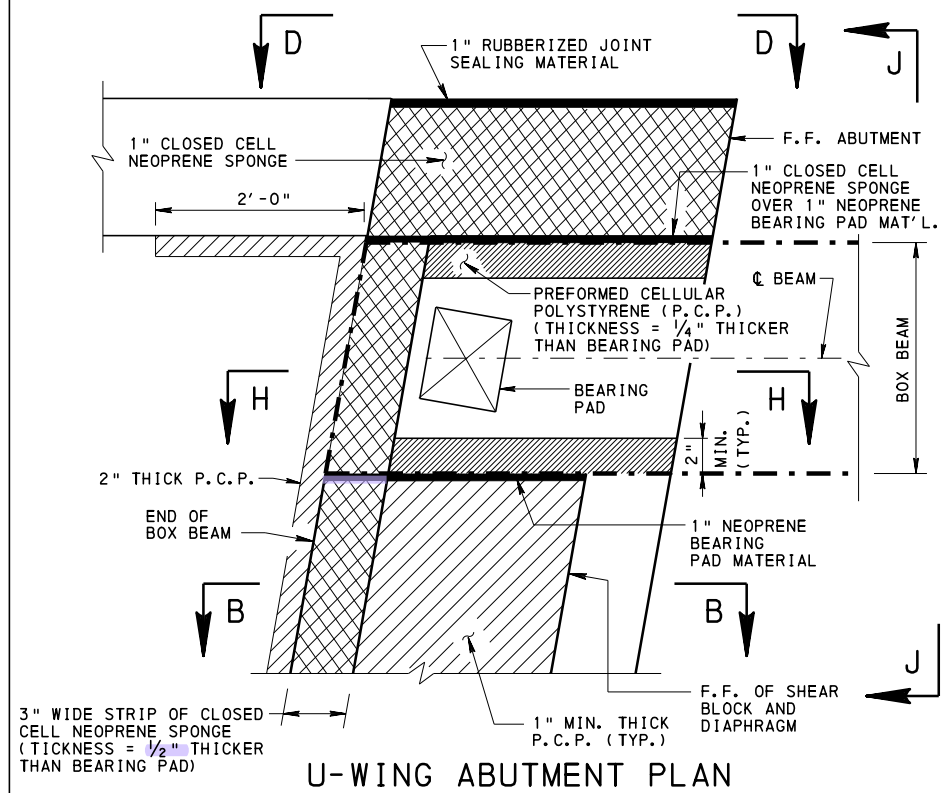 D
D
J
1" RUBBERIZED JOINT
SEALING MATERIAL
F.F. ABUTMENT
1" CLOSED CELL
NEOPRENE SPONGE
1" CLOSED CELL
NEOPRENE SPONGE
OVER 1" NEOPRENE
BEARING PAD MAT'L.
2'-0"
℄ BEAM
PREFORMED CELLULAR
POLYSTYRENE (P.C.P.)
(THICKNESS = 1/4" THICKER
THAN BEARING PAD)
BOX BEAM
H
H
BEARING
PAD
2" MIN.
(TYP.)
2" THICK P.C.P.
END OF
BOX BEAM
1" NEOPRENE
BEARING
PAD MATERIAL
B
B
J
F.F. OF SHEAR
BLOCK AND
DIAPHRAGM
3" WIDE STRIP OF CLOSED
CELL NEOPRENE SPONGE
(TICKNESS = 1/2" THICKER
THAN BEARING PAD)
1" MIN. THICK
P.C.P. (TYP.)
U-WING ABUTMENT PLAN